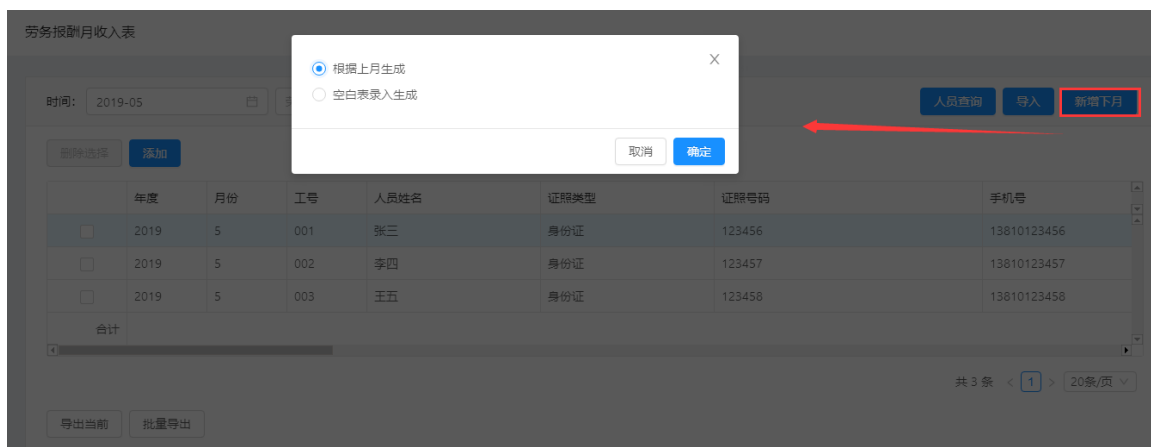 劳务报酬月收入表
根据上月生成
空白表录入生成
时间： 2019-05
人员查询 导入 新增下月
取消 确定
删除选择 添加
年度 月份 工号 人员姓名 证照类型 证照号码 手机号
2019 5 001 张三 身份证 123456 13810123456
2019 5 002 李四 身份证 123457 13810123457
2019 5 003 王五 身份证 123458 13810123458
合计
共 3 条 < 1 > 20条/页
导出当前 批量导出